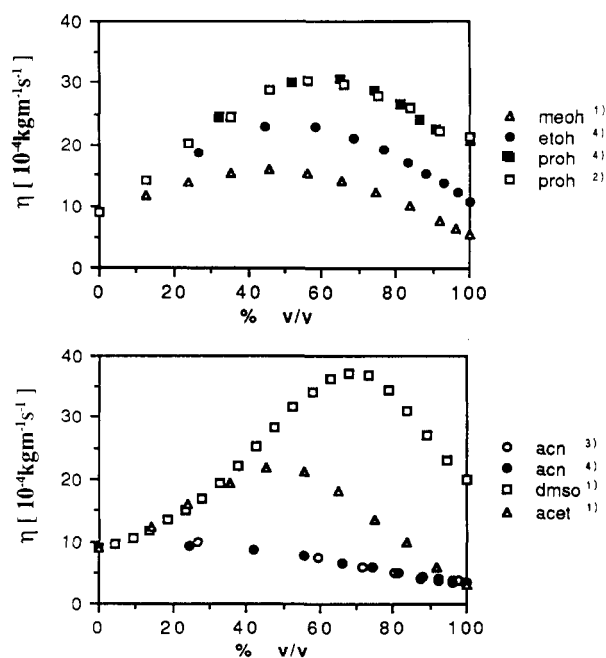 40
30
20
10
0
η [ 10⁻⁴kgm⁻¹s⁻¹]
0 20 40 60 80 100
% v/v
meoh 1)
etoh 4)
proh 4)
proh 2)
40
30
20
10
0
η [ 10⁻⁴kgm⁻¹s⁻¹]
0 20 40 60 80 100
% v/v
acn 3)
acn 4)
dmso 1)
acet 1)